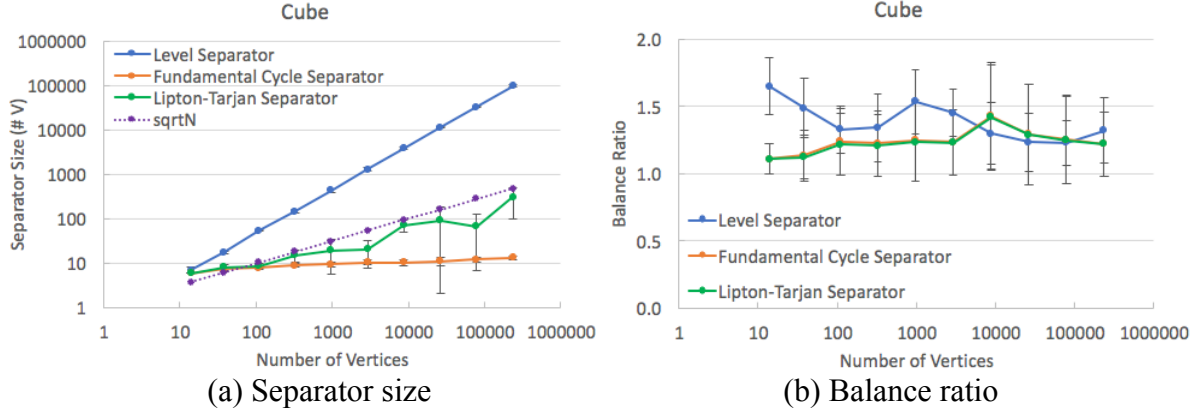 Cube
1000000
100000
10000
1000
100
10
1
Separator Size (# V)
Level Separator
Fundamental Cycle Separator
Lipton-Tarjan Separator
sqrtN
1 10 100 1000 10000 100000 1000000
Number of Vertices
(a) Separator size
Cube
2.0
1.5
1.0
0.5
0.0
Balance Ratio
Level Separator
Fundamental Cycle Separator
Lipton-Tarjan Separator
1 10 100 1000 10000 100000 1000000
Number of Vertices
(b) Balance ratio